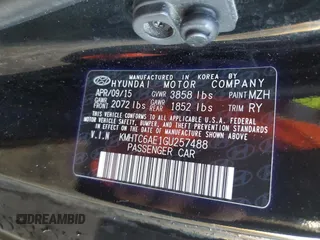 MANUFACTURED IN KOREA BY
HYUNDAI MOTOR COMPANY
APR/09/15 GVWR 3858 lbs PAINT MZH
GAWR FRONT 2072 lbs GAWR REAR 1852 lbs TRIM RY
THIS VEHICLE CONFORMS TO ALL APPLICABLE
FEDERAL MOTOR VEHICLE SAFETY, BUMPER, AND
THEFT PREVENTION STANDARDS IN EFFECT ON
THE DATE OF MANUFACTURE SHOWN ABOVE.
V.I.N KMHTC6AE1GU257488
PASSENGER CAR
DREAMBID